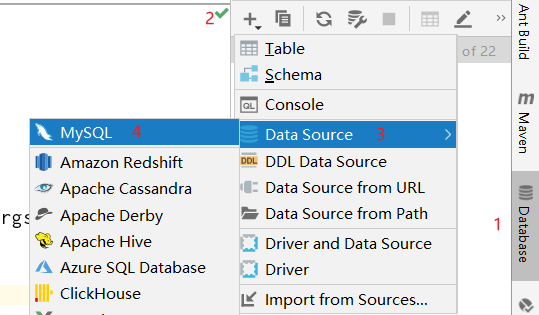 2
of 22
Table
Schema
QL Console
Data Source 3
DDL DDL Data Source
Data Source from URL
Data Source from Path
Driver and Data Source
Driver
Import from Sources...
MySQL 4
Amazon Redshift
Apache Cassandra
Apache Derby
Apache Hive
Azure SQL Database
ClickHouse
rgs
1
Ant Build
m Maven
Database